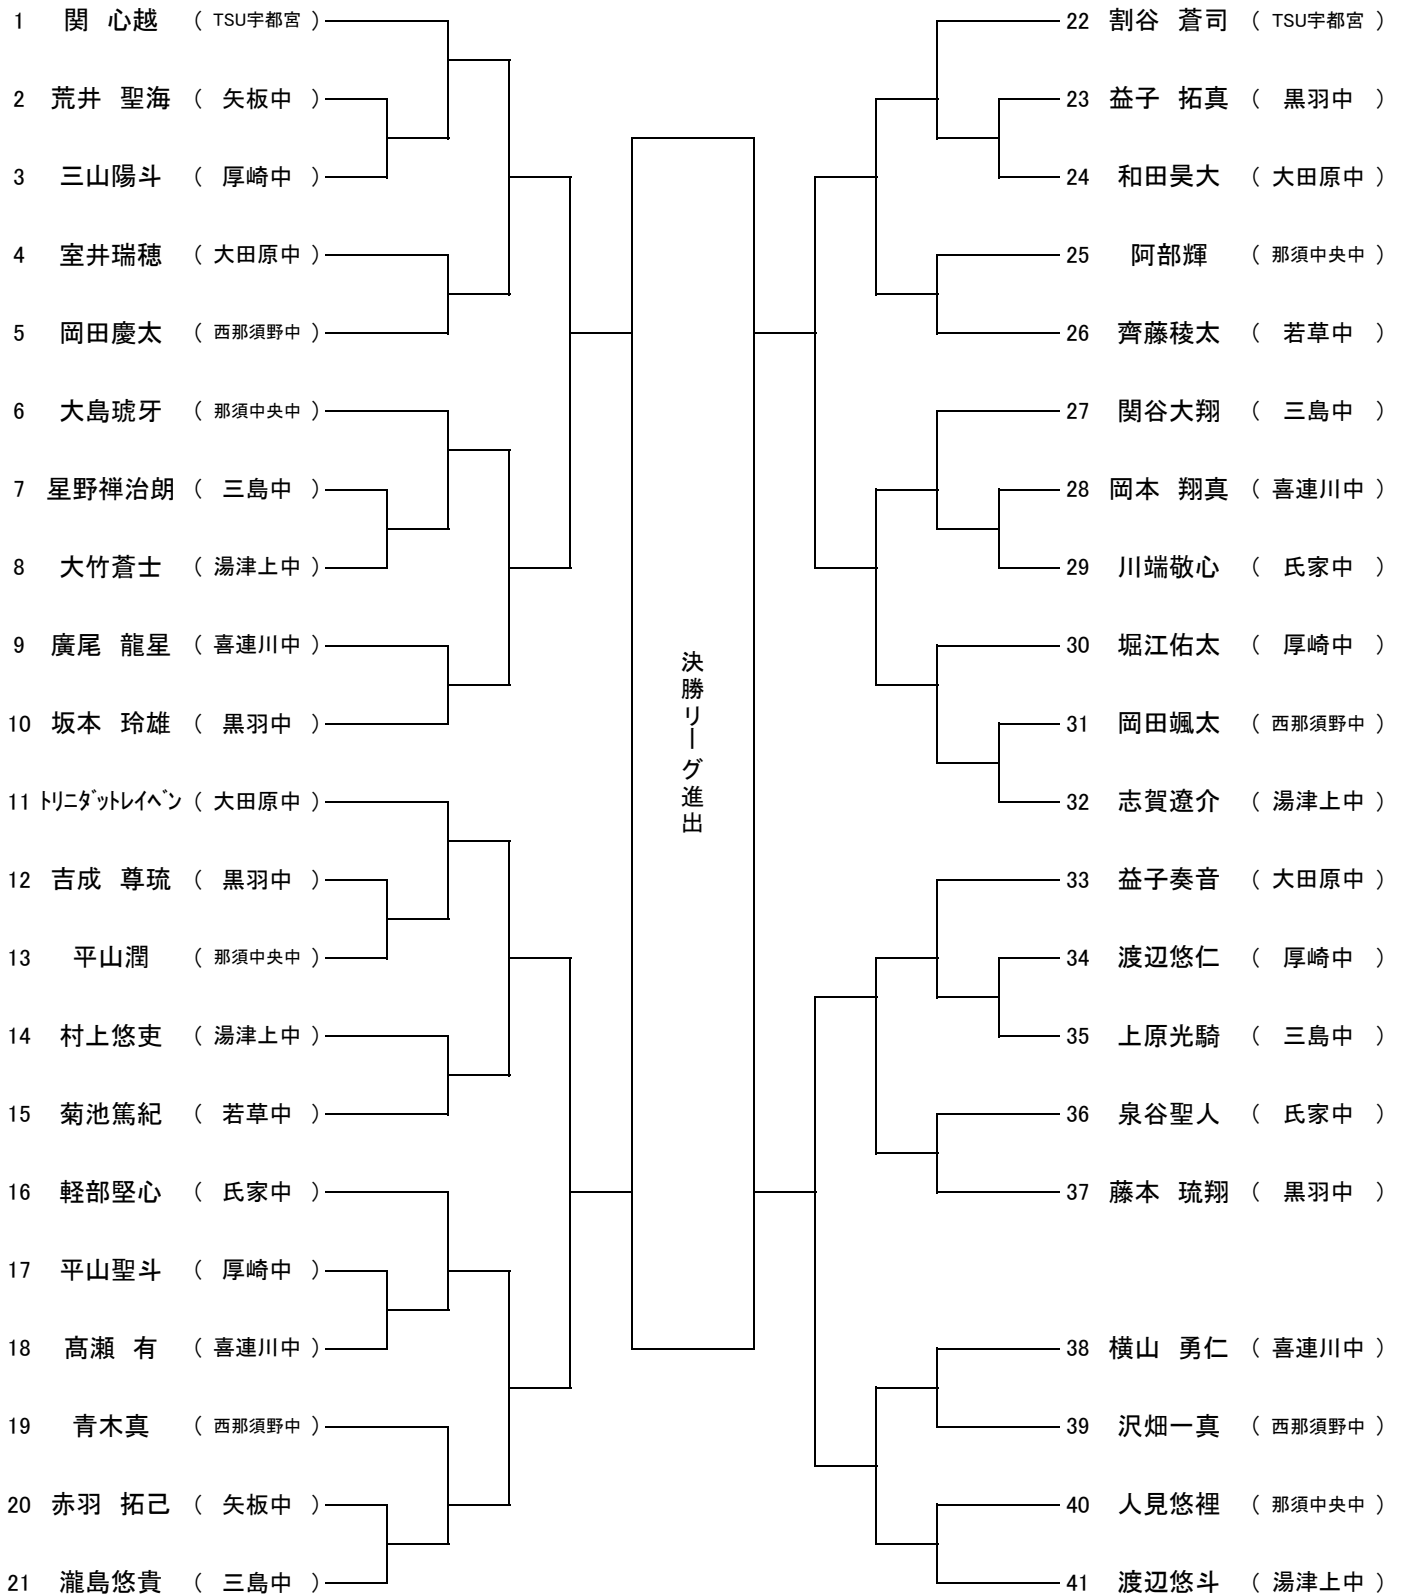 1 関 心越 ( TSU宇都宮 )
2 荒井 聖海 ( 矢板中 )
3 三山陽斗 ( 厚崎中 )
4 室井瑞穂 ( 大田原中 )
5 岡田慶太 ( 西那須野中 )
6 大島琥牙 ( 那須中央中 )
7 星野禅治朗 ( 三島中 )
8 大竹蒼士 ( 湯津上中 )
9 廣尾 龍星 ( 喜連川中 )
10 坂本 玲雄 ( 黒羽中 )
11 ﾄﾘﾆﾀﾞｯﾄﾚｲﾍﾞﾝ ( 大田原中 )
12 吉成 尊琉 ( 黒羽中 )
13 平山潤 ( 那須中央中 )
14 村上悠吏 ( 湯津上中 )
15 菊池篤紀 ( 若草中 )
16 軽部堅心 ( 氏家中 )
17 平山聖斗 ( 厚崎中 )
18 髙瀬 有 ( 喜連川中 )
19 青木真 ( 西那須野中 )
20 赤羽 拓己 ( 矢板中 )
21 瀧島悠貴 ( 三島中 )
決勝リーグ進出
22 割谷 蒼司 ( TSU宇都宮 )
23 益子 拓真 ( 黒羽中 )
24 和田昊大 ( 大田原中 )
25 阿部輝 ( 那須中央中 )
26 齊藤稜太 ( 若草中 )
27 関谷大翔 ( 三島中 )
28 岡本 翔真 ( 喜連川中 )
29 川端敬心 ( 氏家中 )
30 堀江佑太 ( 厚崎中 )
31 岡田颯太 ( 西那須野中 )
32 志賀遼介 ( 湯津上中 )
33 益子奏音 ( 大田原中 )
34 渡辺悠仁 ( 厚崎中 )
35 上原光騎 ( 三島中 )
36 泉谷聖人 ( 氏家中 )
37 藤本 琉翔 ( 黒羽中 )
38 横山 勇仁 ( 喜連川中 )
39 沢畑一真 ( 西那須野中 )
40 人見悠裡 ( 那須中央中 )
41 渡辺悠斗 ( 湯津上中 )